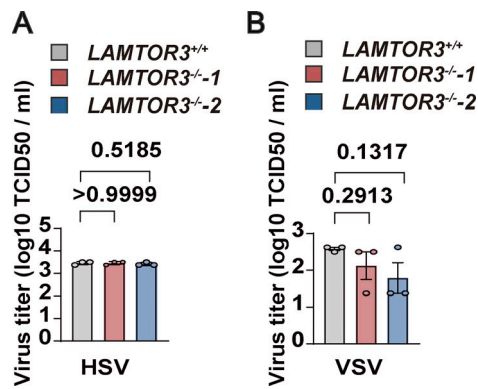 A
LAMTOR3+/+
LAMTOR3-/--1
LAMTOR3-/--2
Virus titer (log10 TCID50 / ml)
0.5185
>0.9999
5
4
3
2
1
0
HSV
B
LAMTOR3+/+
LAMTOR3-/--1
LAMTOR3-/--2
Virus titer (log10 TCID50 / ml)
0.1317
0.2913
3
2
1
0
VSV